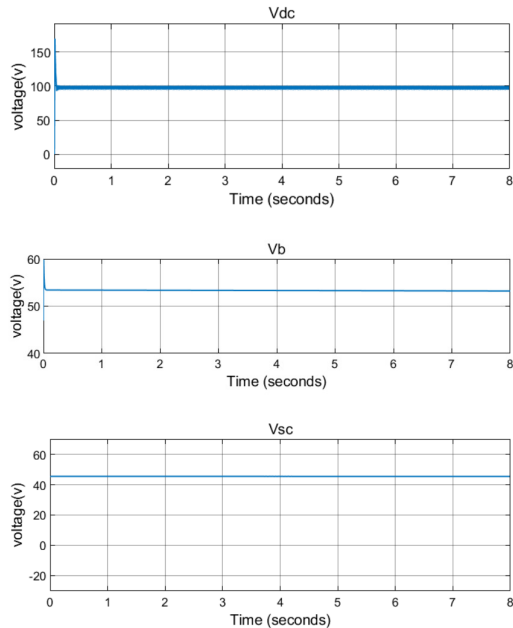 Vdc
voltage(v)
150
100
50
0
0 1 2 3 4 5 6 7 8
Time (seconds)
Vb
voltage(v)
60
50
40
0 1 2 3 4 5 6 7 8
Time (seconds)
Vsc
voltage(v)
60
40
20
0
-20
0 1 2 3 4 5 6 7 8
Time (seconds)